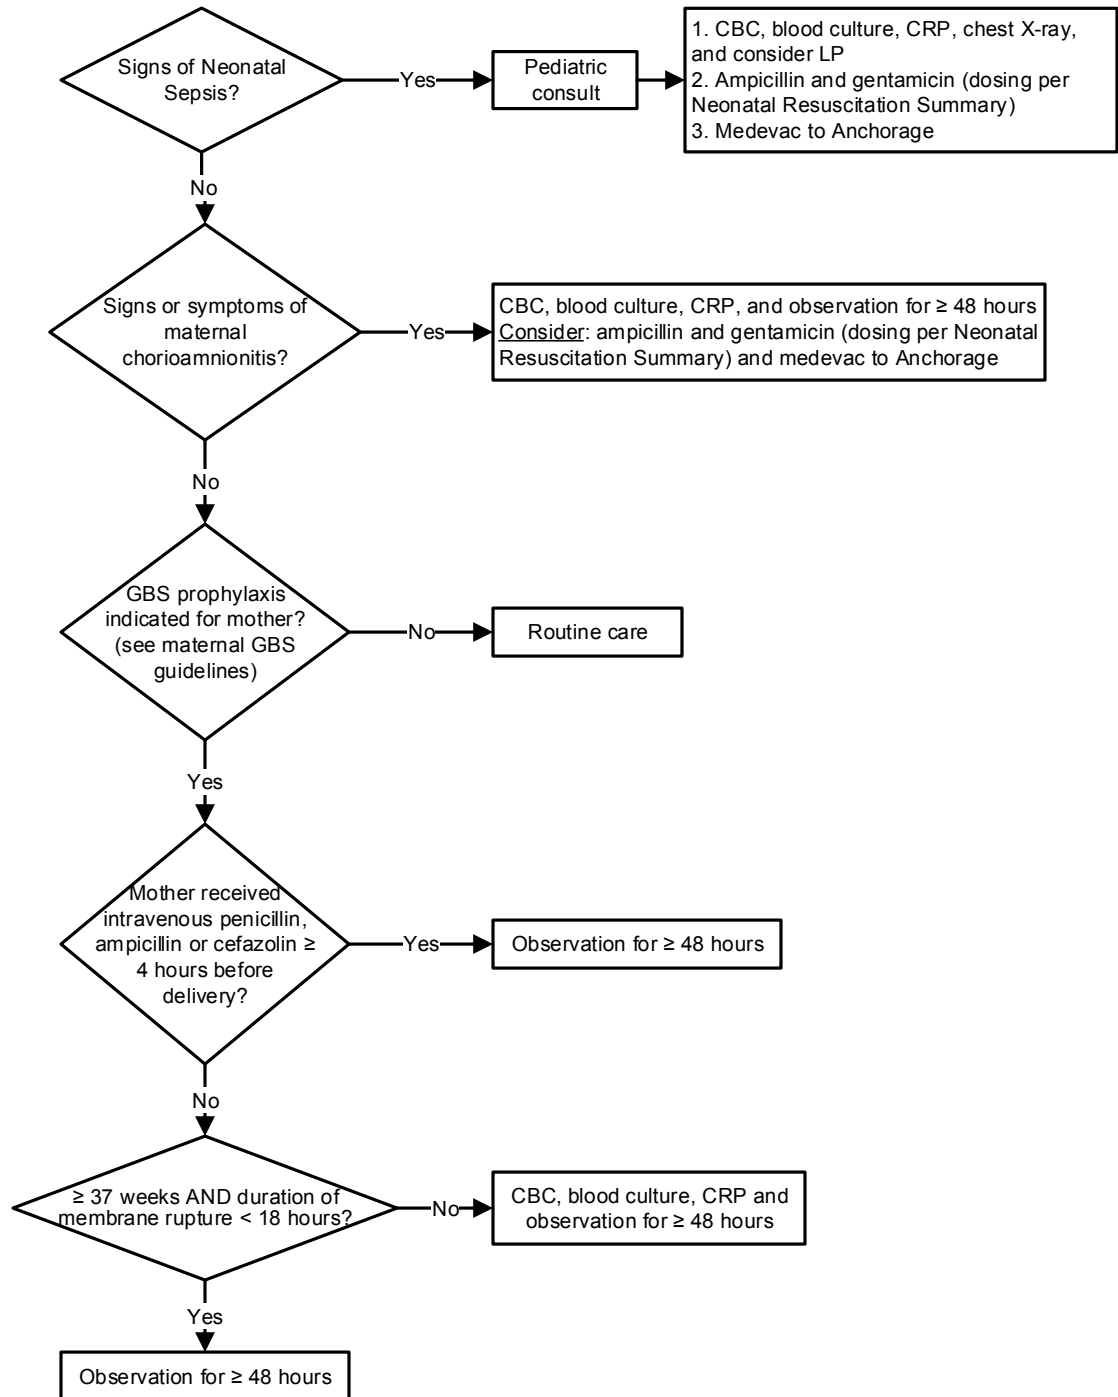 Signs of Neonatal
Sepsis?
Yes
Pediatric
consult
1. CBC, blood culture, CRP, chest X-ray,
and consider LP
2. Ampicillin and gentamicin (dosing per
Neonatal Resuscitation Summary)
3. Medevac to Anchorage
No
Signs or symptoms of
maternal
chorioamnionitis?
Yes
CBC, blood culture, CRP, and observation for ≥ 48 hours
Consider: ampicillin and gentamicin (dosing per Neonatal
Resuscitation Summary) and medevac to Anchorage
No
GBS prophylaxis
indicated for mother?
(see maternal GBS
guidelines)
No
Routine care
Yes
Mother received
intravenous penicillin,
ampicillin or cefazolin ≥
4 hours before
delivery?
Yes
Observation for ≥ 48 hours
No
≥ 37 weeks AND duration of
membrane rupture < 18 hours?
No
CBC, blood culture, CRP and
observation for ≥ 48 hours
Yes
Observation for ≥ 48 hours